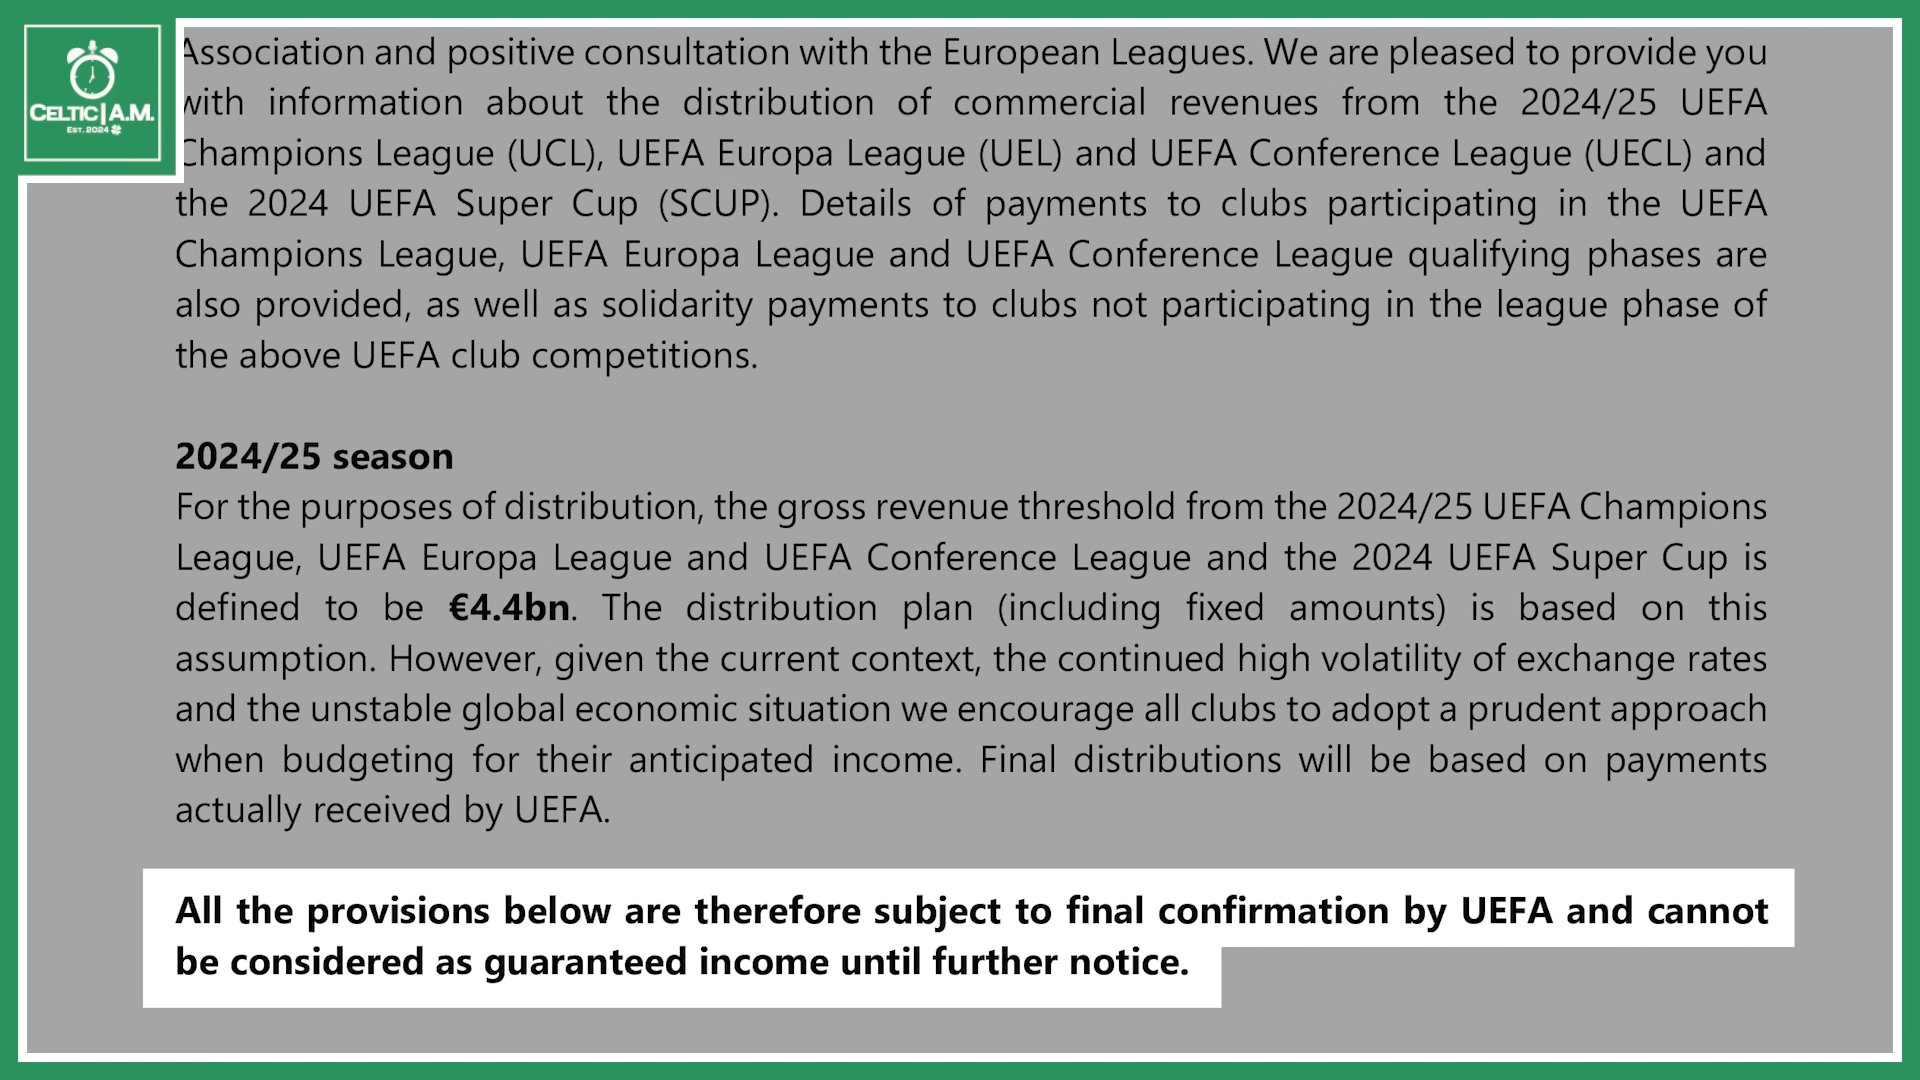 CELTIC|A.M.
EST. 2024
Association and positive consultation with the European Leagues. We are pleased to provide you
with information about the distribution of commercial revenues from the 2024/25 UEFA
Champions League (UCL), UEFA Europa League (UEL) and UEFA Conference League (UECL) and
the 2024 UEFA Super Cup (SCUP). Details of payments to clubs participating in the UEFA
Champions League, UEFA Europa League and UEFA Conference League qualifying phases are
also provided, as well as solidarity payments to clubs not participating in the league phase of
the above UEFA club competitions.
2024/25 season
For the purposes of distribution, the gross revenue threshold from the 2024/25 UEFA Champions
League, UEFA Europa League and UEFA Conference League and the 2024 UEFA Super Cup is
defined to be €4.4bn. The distribution plan (including fixed amounts) is based on this
assumption. However, given the current context, the continued high volatility of exchange rates
and the unstable global economic situation we encourage all clubs to adopt a prudent approach
when budgeting for their anticipated income. Final distributions will be based on payments
actually received by UEFA.
All the provisions below are therefore subject to final confirmation by UEFA and cannot
be considered as guaranteed income until further notice.